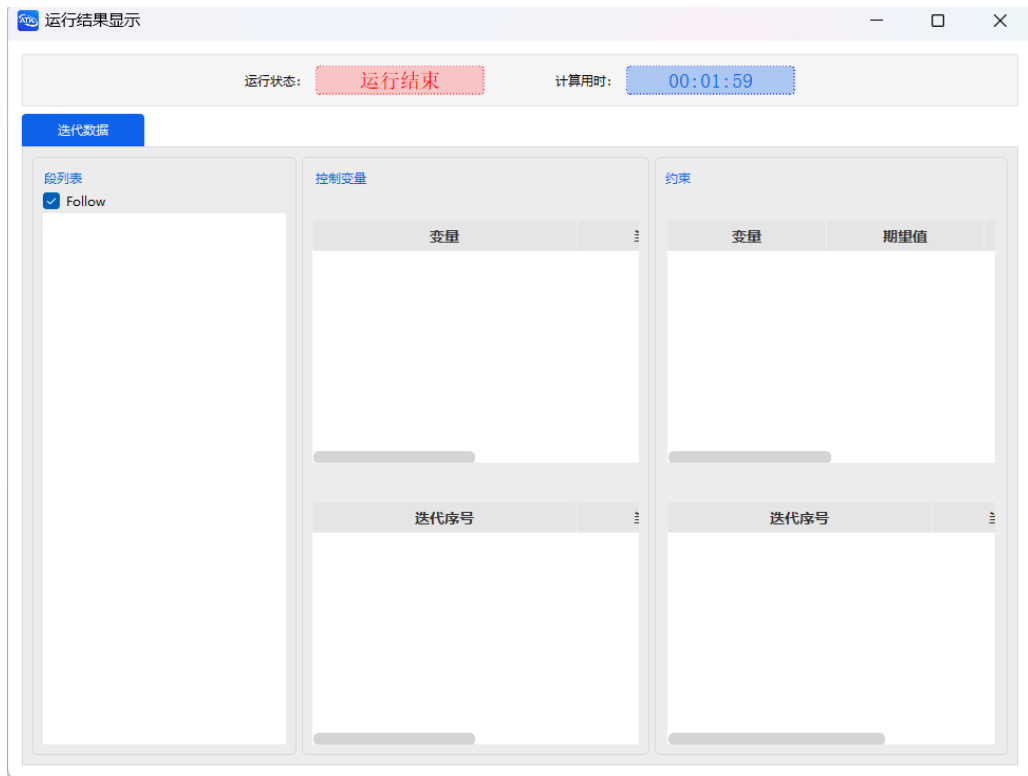 运行结果显示
运行状态: 运行结束 计算用时: 00:01:59
迭代数据
段列表 控制变量 约束
Follow
变量 变量 期望值
迭代序号 迭代序号